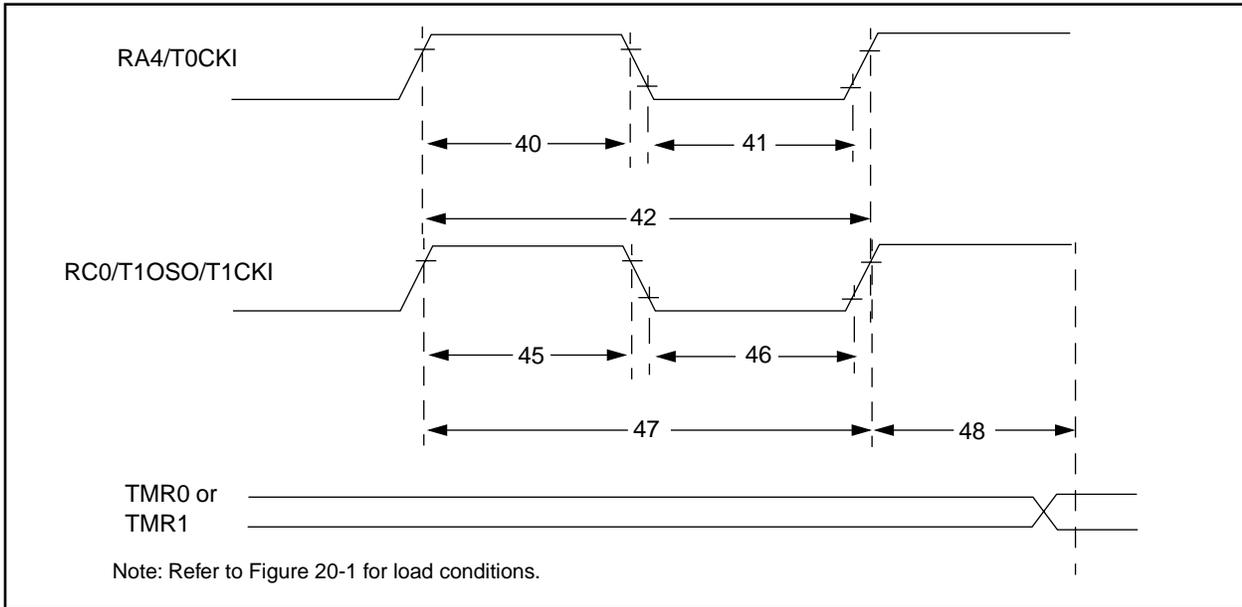 RA4/T0CKI
40
41
42
RC0/T1OSO/T1CKI
45
46
47
48
TMR0 or
TMR1
Note: Refer to Figure 20-1 for load conditions.